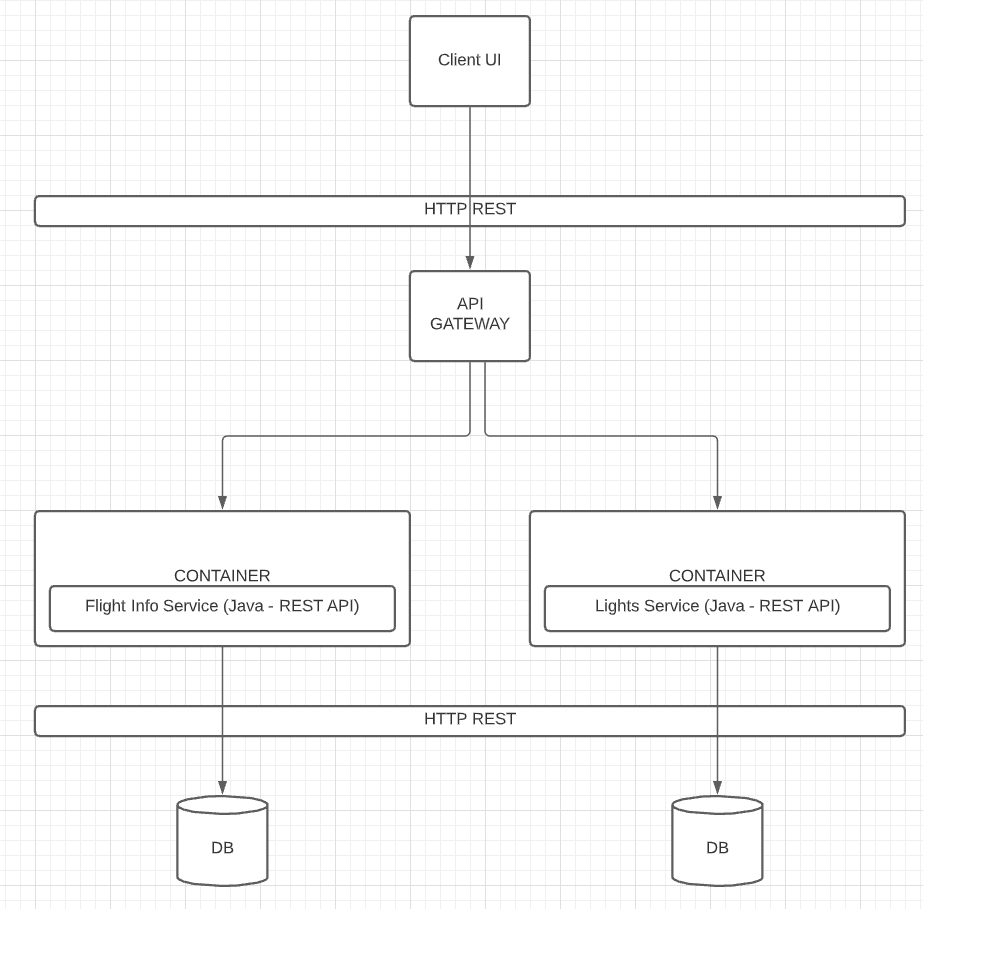 Client UI
HTTP REST
API
GATEWAY
CONTAINER
Flight Info Service (Java - REST API)
CONTAINER
Lights Service (Java - REST API)
HTTP REST
DB
DB